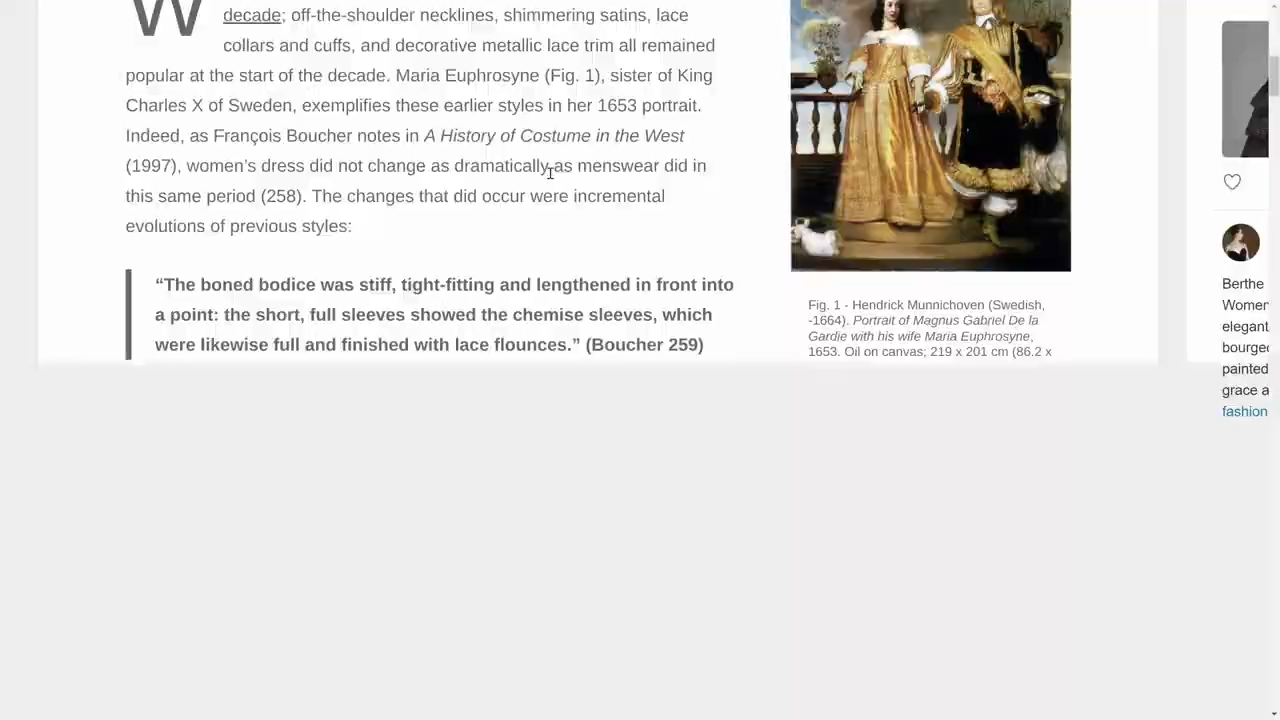 W
decade; off-the-shoulder necklines, shimmering satins, lace
collars and cuffs, and decorative metallic lace trim all remained
popular at the start of the decade. Maria Euphrosyne (Fig. 1), sister of King
Charles X of Sweden, exemplifies these earlier styles in her 1653 portrait.
Indeed, as François Boucher notes in A History of Costume in the West
(1997), women’s dress did not change as dramatically as menswear did in
this same period (258). The changes that did occur were incremental
evolutions of previous styles:
“The boned bodice was stiff, tight-fitting and lengthened in front into
a point: the short, full sleeves showed the chemise sleeves, which
were likewise full and finished with lace flounces.” (Boucher 259)
Fig. 1 - Hendrick Munnichoven (Swedish,
-1664). Portrait of Magnus Gabriel De la
Gardie with his wife Maria Euphrosyne,
1653. Oil on canvas; 219 x 201 cm (86.2 x
Berthe
Women
elegant
bourgeo
painted
grace a
fashion